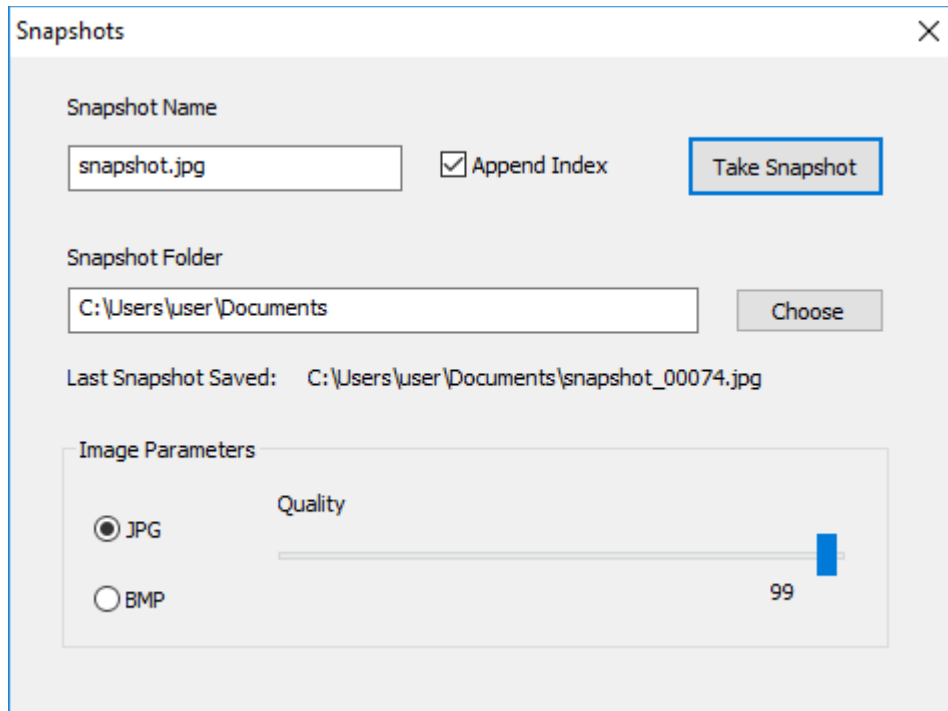 Snapshots
Snapshot Name
snapshot.jpg Append Index Take Snapshot
Snapshot Folder
C:\Users\user\Documents Choose
Last Snapshot Saved: C:\Users\user\Documents\snapshot_00074.jpg
Image Parameters
Quality
JPG
BMP 99